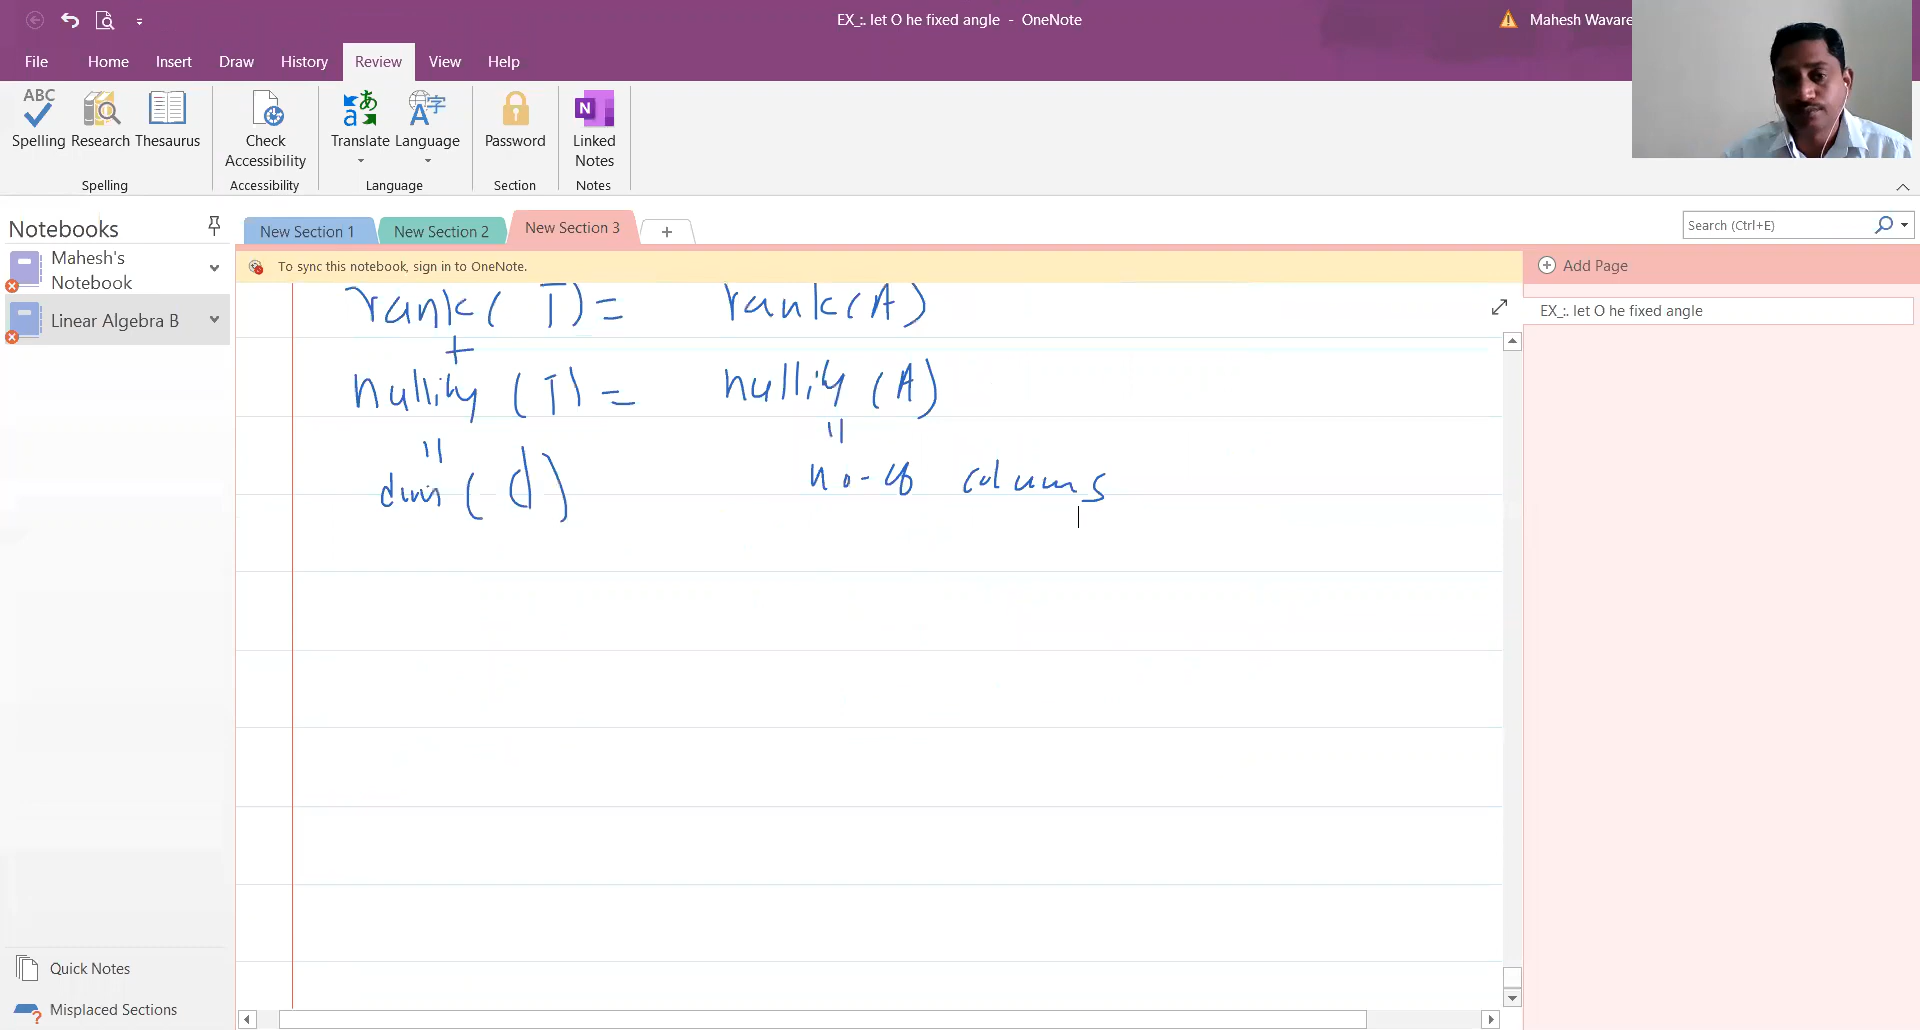 EX_:. let O he fixed angle - OneNote
Mahesh Wavare
File Home Insert Draw History Review View Help
ABC
Spelling Research Thesaurus
Check Accessibility
Translate Language
Password
Linked Notes
Spelling Accessibility Language Section Notes
Notebooks
New Section 1 New Section 2 New Section 3 +
Search (Ctrl+E)
Mahesh's Notebook
Linear Algebra B
To sync this notebook, sign in to OneNote.
Add Page
EX_:. let O he fixed angle
rank( T) = rank(A)
+
nullity (T) = nullity (A)
|| ||
dim ( d) no-of colums
Quick Notes
Misplaced Sections